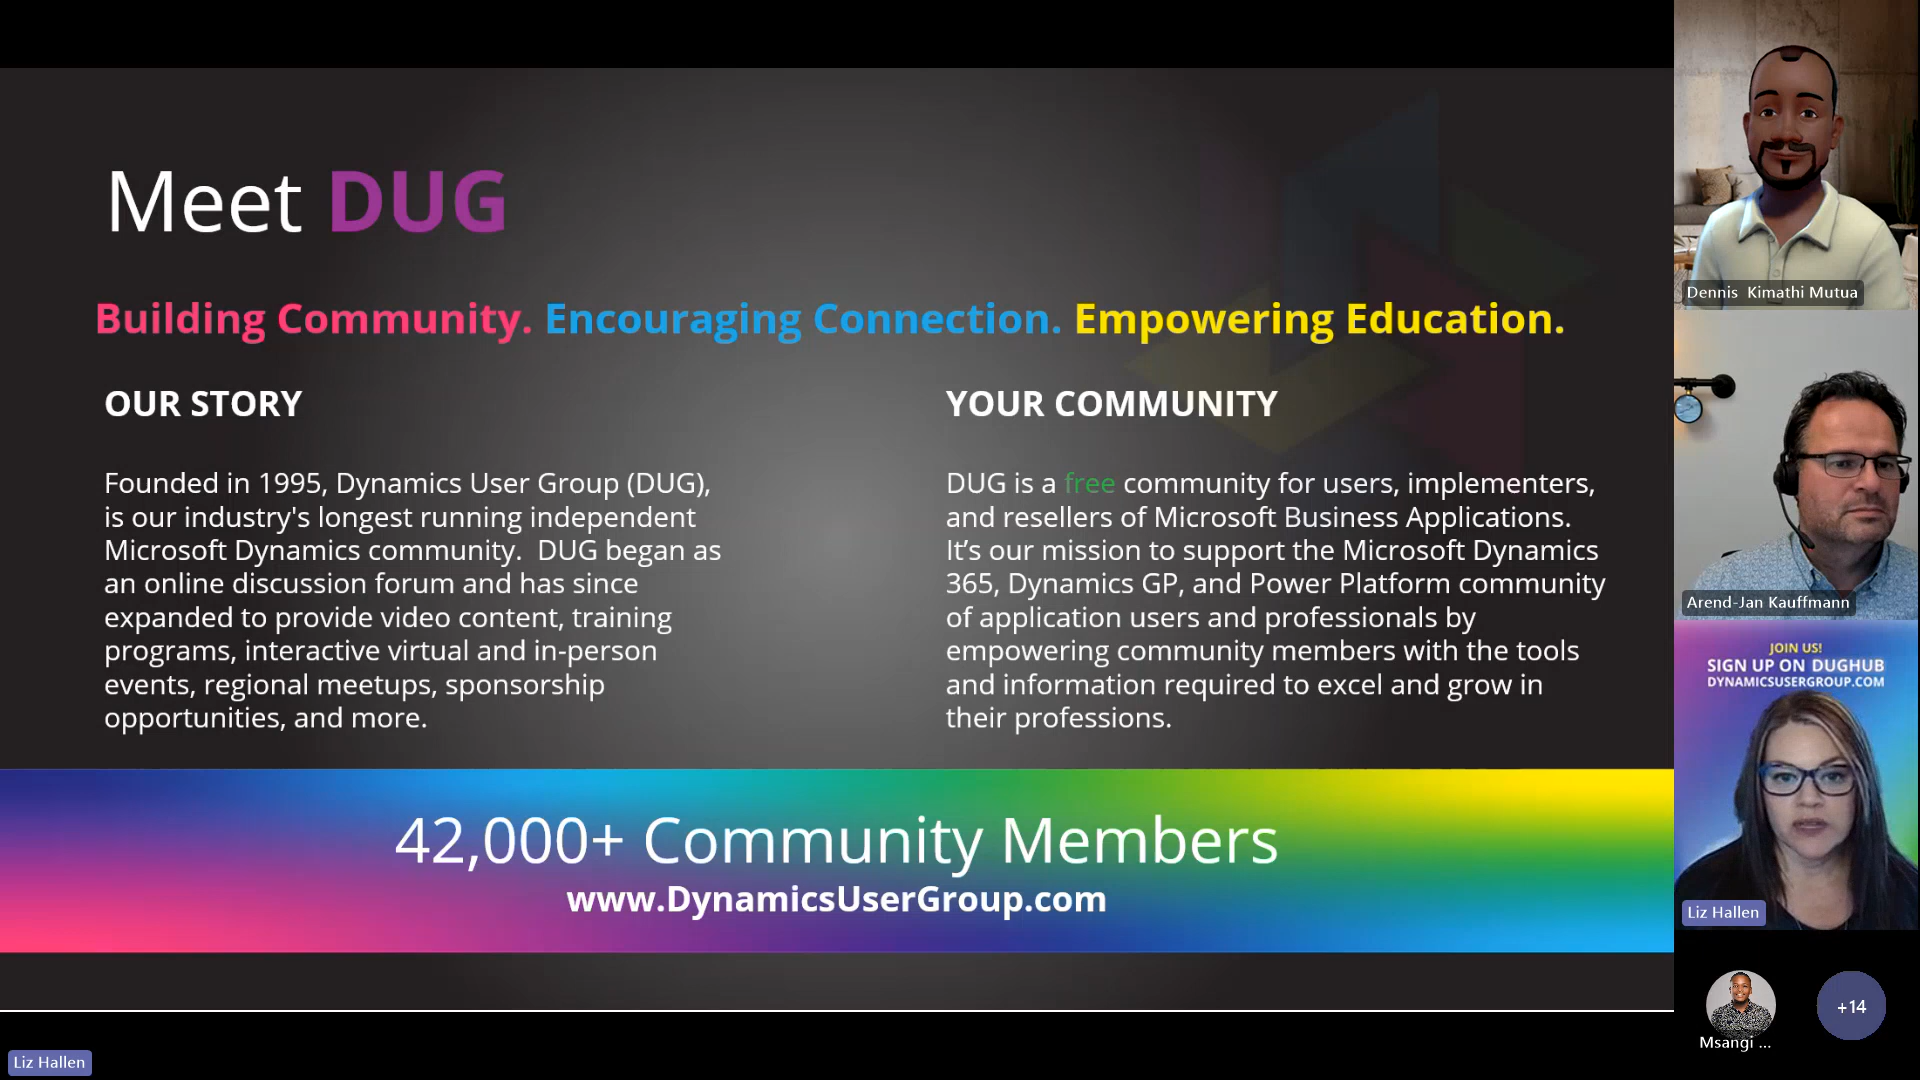 Meet DUG
Building Community. Encouraging Connection. Empowering Education.
OUR STORY
Founded in 1995, Dynamics User Group (DUG),
is our industry's longest running independent
Microsoft Dynamics community.  DUG began as
an online discussion forum and has since
expanded to provide video content, training
programs, interactive virtual and in-person
events, regional meetups, sponsorship
opportunities, and more.
YOUR COMMUNITY
DUG is a free community for users, implementers,
and resellers of Microsoft Business Applications.
It’s our mission to support the Microsoft Dynamics
365, Dynamics GP, and Power Platform community
of application users and professionals by
empowering community members with the tools
and information required to excel and grow in
their professions.
42,000+ Community Members
www.DynamicsUserGroup.com
Liz Hallen
Dennis Kimathi Mutua
Arend-Jan Kauffmann
JOIN US!
SIGN UP ON DUGHUB
DYNAMICSUSERGROUP.COM
Liz Hallen
Msangi ...
+14